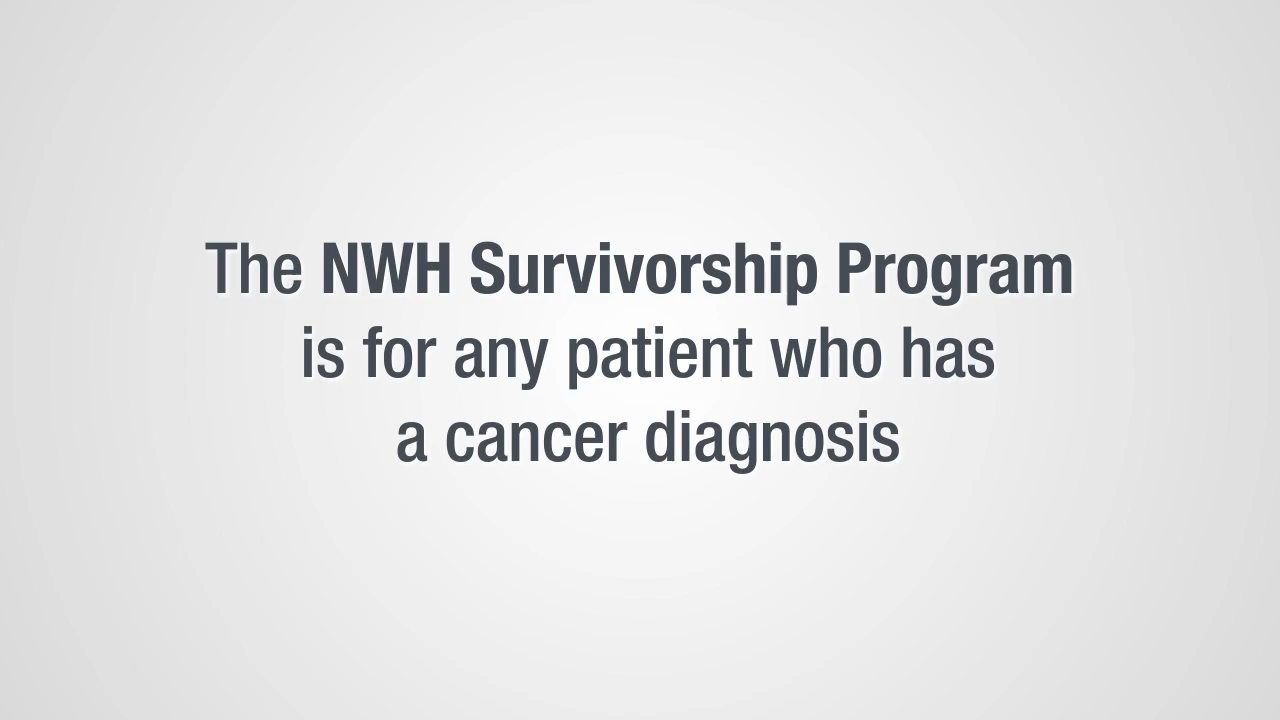 The NWH Survivorship Program
is for any patient who has
a cancer diagnosis